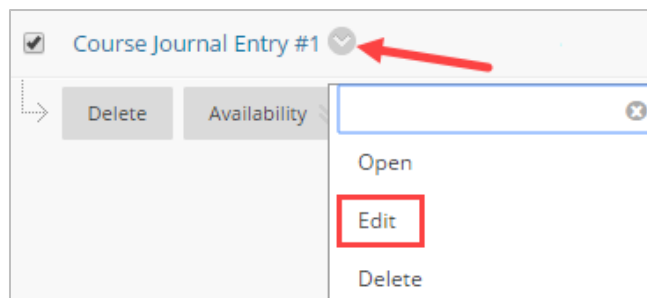 Course Journal Entry #1
Delete Availability
Open
Edit
Delete